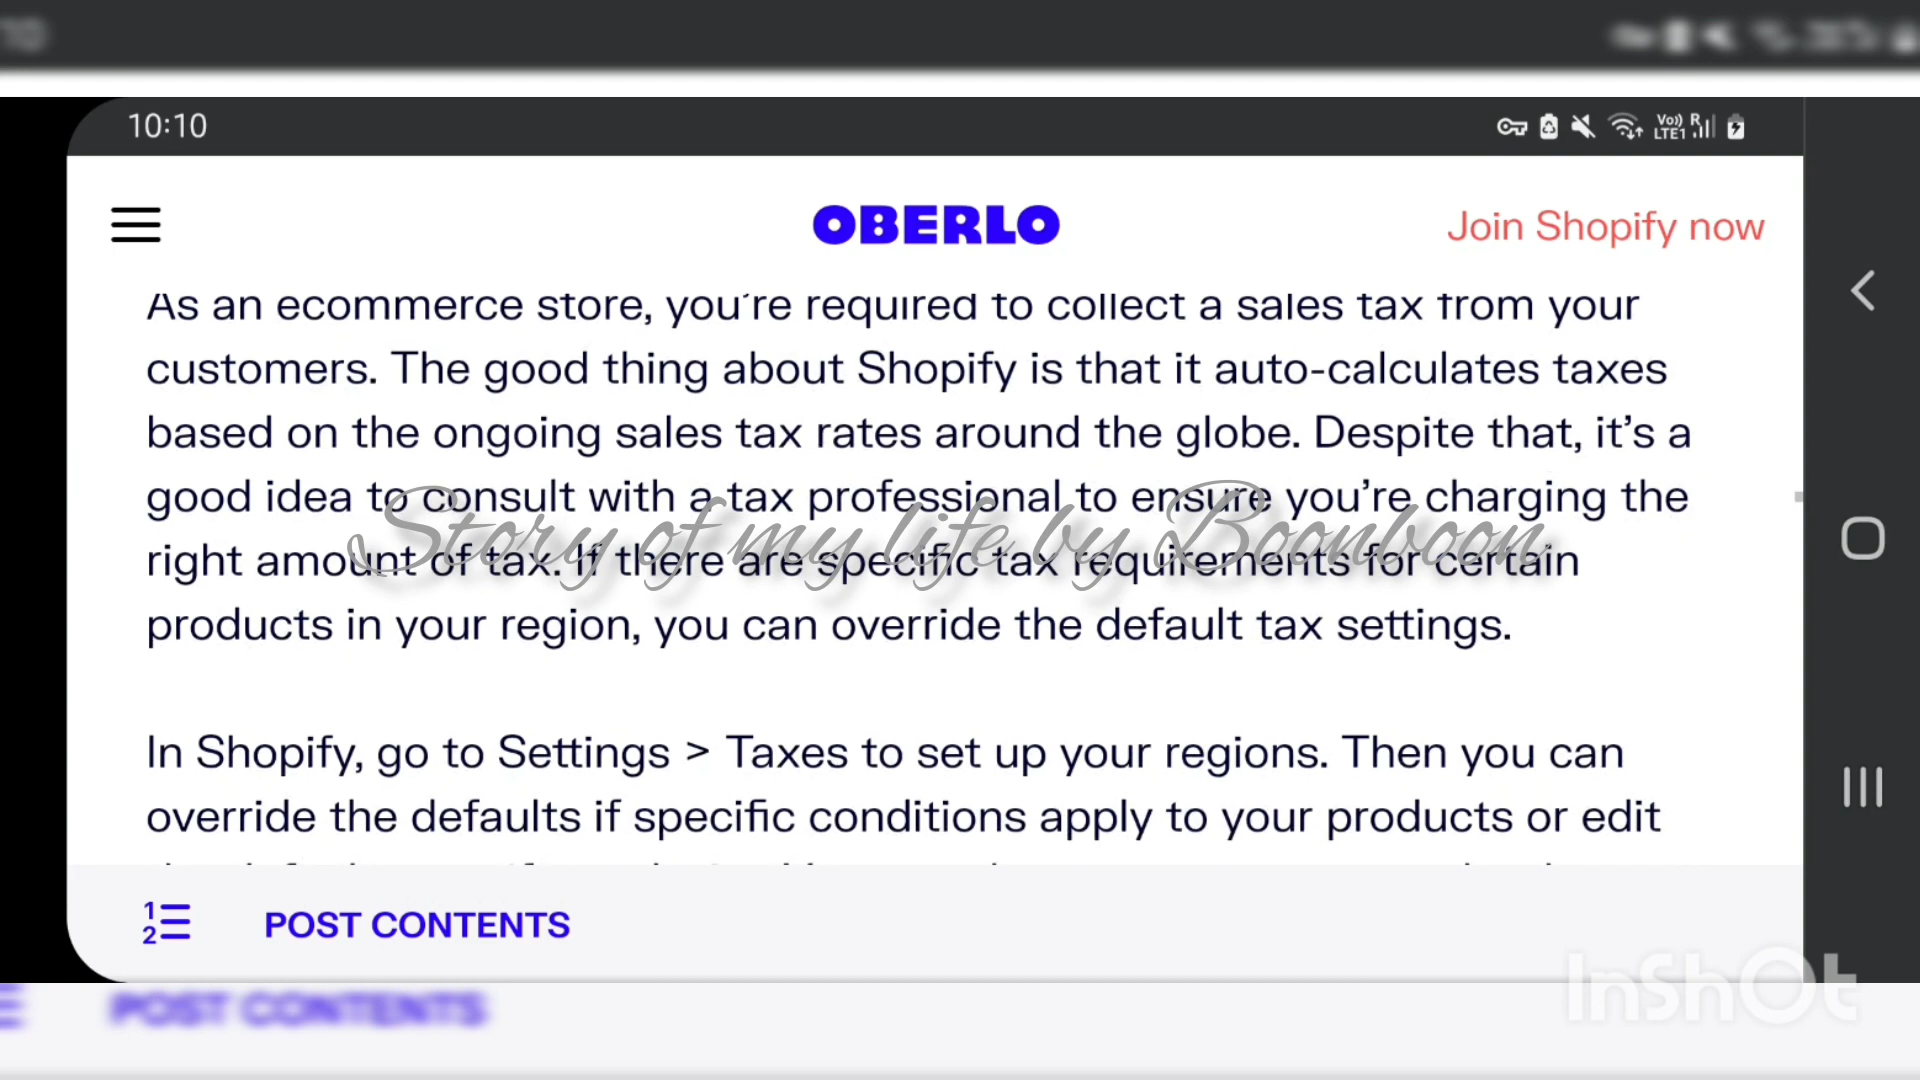 10:10
Vo)) R
LTE1
OBERLO
Join Shopify now
As an ecommerce store, you're required to collect a sales tax from your
customers. The good thing about Shopify is that it auto-calculates taxes
based on the ongoing sales tax rates around the globe. Despite that, it's a
good idea to consult with a tax professional to ensure you're charging the
right amount of tax. If there are specific tax requirements for certain
products in your region, you can override the default tax settings.
Story of my life by Boonboon
In Shopify, go to Settings > Taxes to set up your regions. Then you can
override the defaults if specific conditions apply to your products or edit
1
2
POST CONTENTS
POST CONTENTS
InShOt